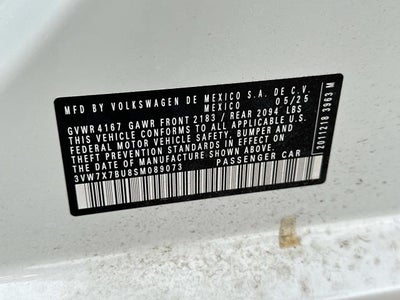 MFD BY VOLKSWAGEN DE MEXICO S.A. DE C.V.
MEXICO 05/25
GVWR 4167 GAWR FRONT 2183 / REAR 2094 LBS
THIS VEHICLE CONFORMS TO ALL APPLICABLE
FEDERAL MOTOR VEHICLE SAFETY, BUMPER AND
THEFT PREVENTION STANDARDS IN EFFECT ON
THE DATE OF MANUFACTURE SHOWN ABOVE.
3VW7X7BU8SM089073 PASSENGER CAR
2011218 3963 M